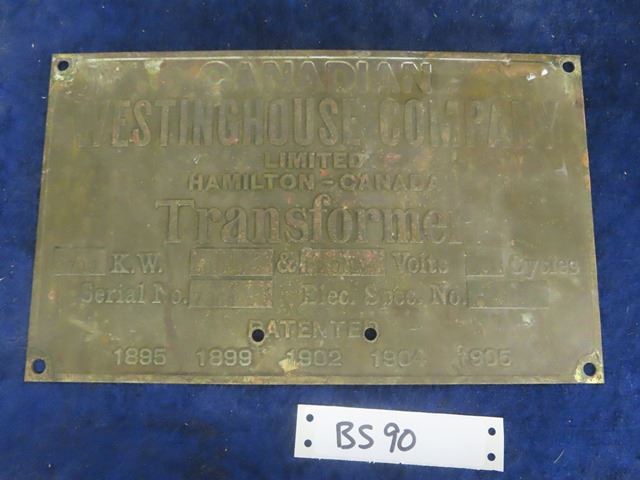 CANADIAN
WESTINGHOUSE COMPANY
LIMITED
HAMILTON - CANADA
Transformer
K.W. & Volts Cycles
Serial No. Elec. Spec. No.
PATENTED
1895 1899 1902 1904 1905
BS 90